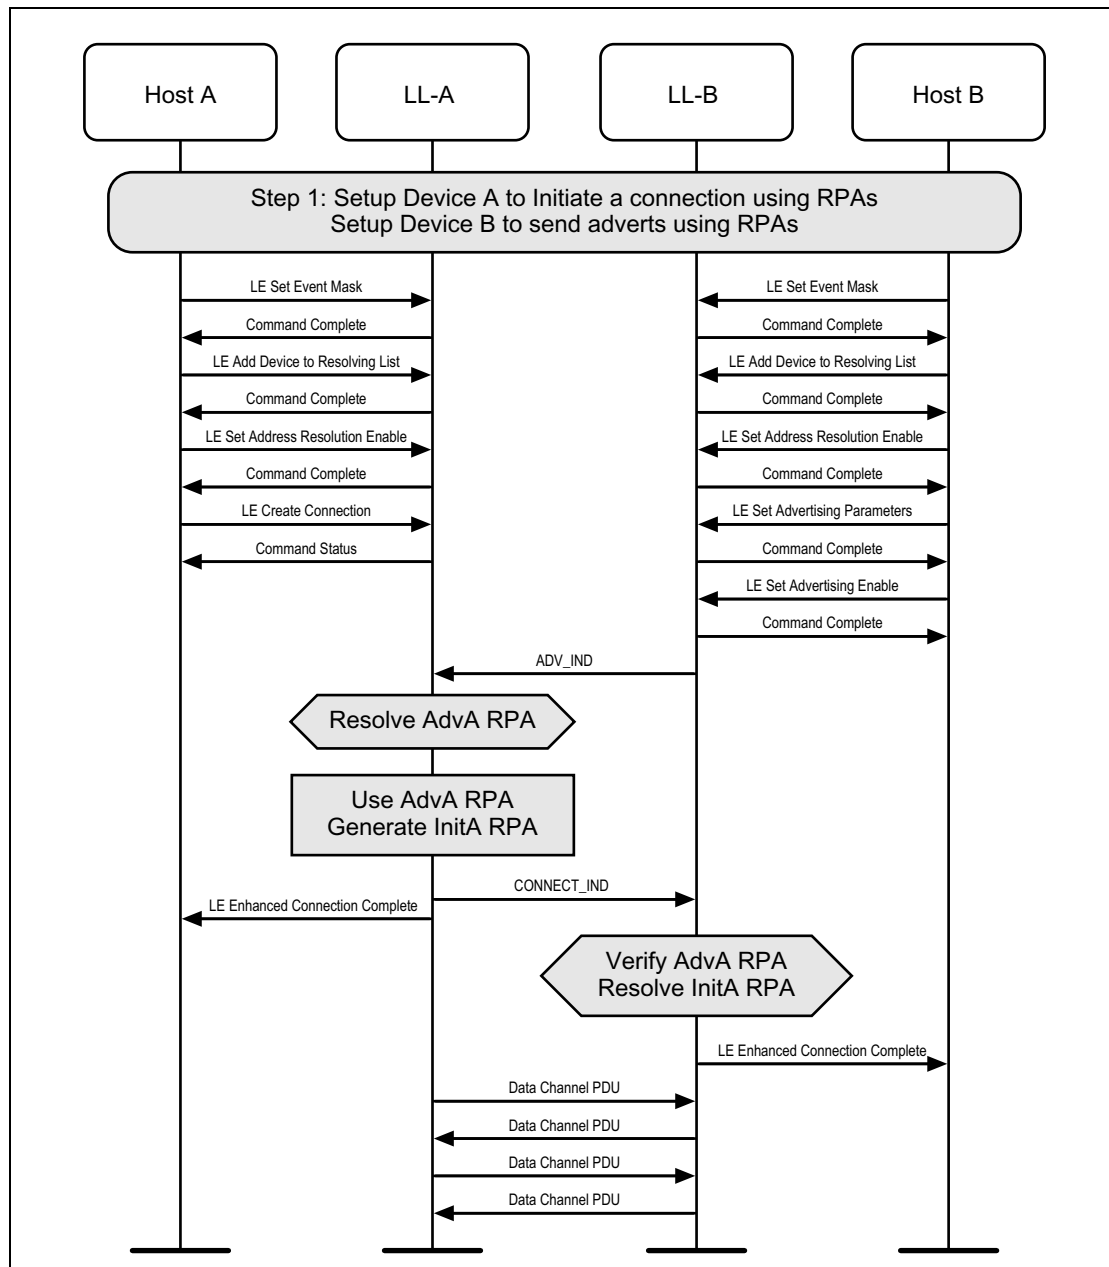 Host A
LL-A
LL-B
Host B
Step 1: Setup Device A to Initiate a connection using RPAs
Setup Device B to send adverts using RPAs
LE Set Event Mask
LE Set Event Mask
Command Complete
Command Complete
LE Add Device to Resolving List
LE Add Device to Resolving List
Command Complete
Command Complete
LE Set Address Resolution Enable
LE Set Address Resolution Enable
Command Complete
Command Complete
LE Create Connection
LE Set Advertising Parameters
Command Status
Command Complete
LE Set Advertising Enable
Command Complete
ADV_IND
Resolve AdvA RPA
Use AdvA RPA
Generate InitA RPA
CONNECT_IND
LE Enhanced Connection Complete
Verify AdvA RPA
Resolve InitA RPA
LE Enhanced Connection Complete
Data Channel PDU
Data Channel PDU
Data Channel PDU
Data Channel PDU